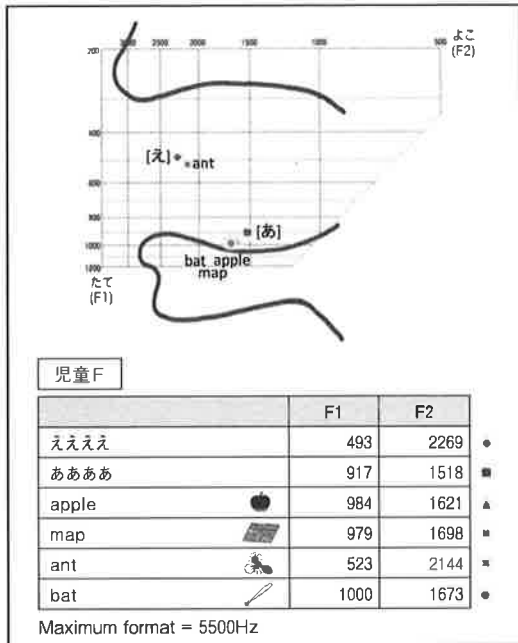 よこ
(F2)
200 3000 2500 2000 1500 1000 500
400
[え] ant
600
800
900 [あ]
1000 bat apple
map
たて
(F1)
児童F
F1 F2
ええええ 493 2269
ああああ 917 1518
apple 984 1621
map 979 1698
ant 523 2144
bat 1000 1673
Maximum format = 5500Hz